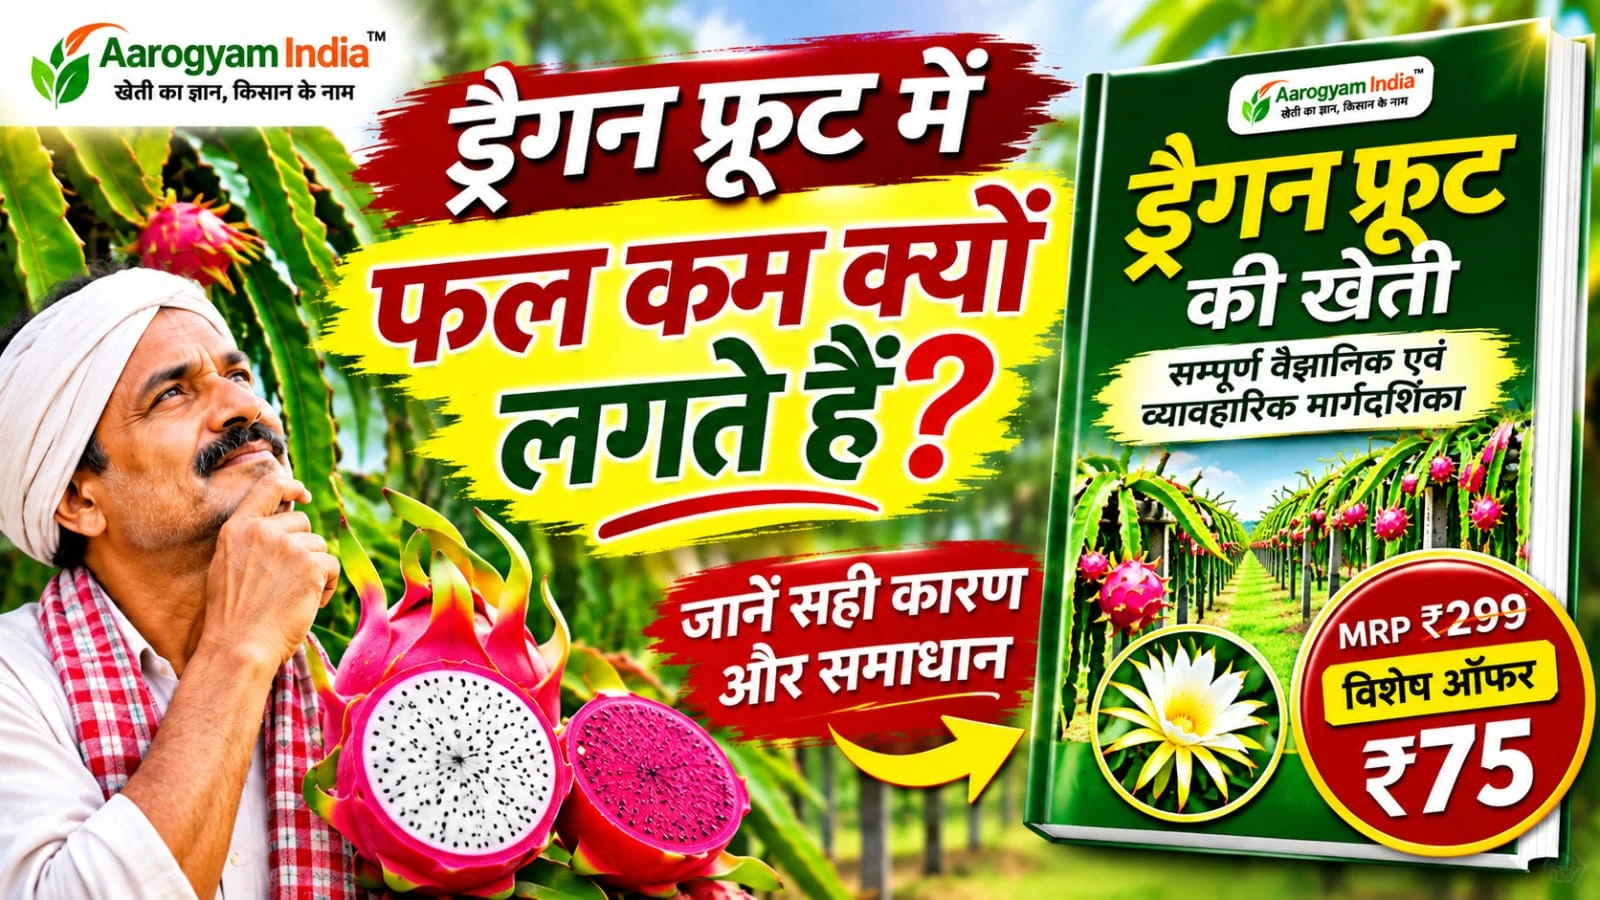 Aarogyam India™
खेती का ज्ञान, किसान के नाम
ड्रैगन फ्रूट में
फल कम क्यों
लगते हैं?
जानें सही कारण
और समाधान
Aarogyam India™
खेती का ज्ञान, किसान के नाम
ड्रैगन फ्रूट
की खेती
सम्पूर्ण वैज्ञानिक एवं
व्यावहारिक मार्गदर्शिका
MRP ₹299
विशेष ऑफर
₹75